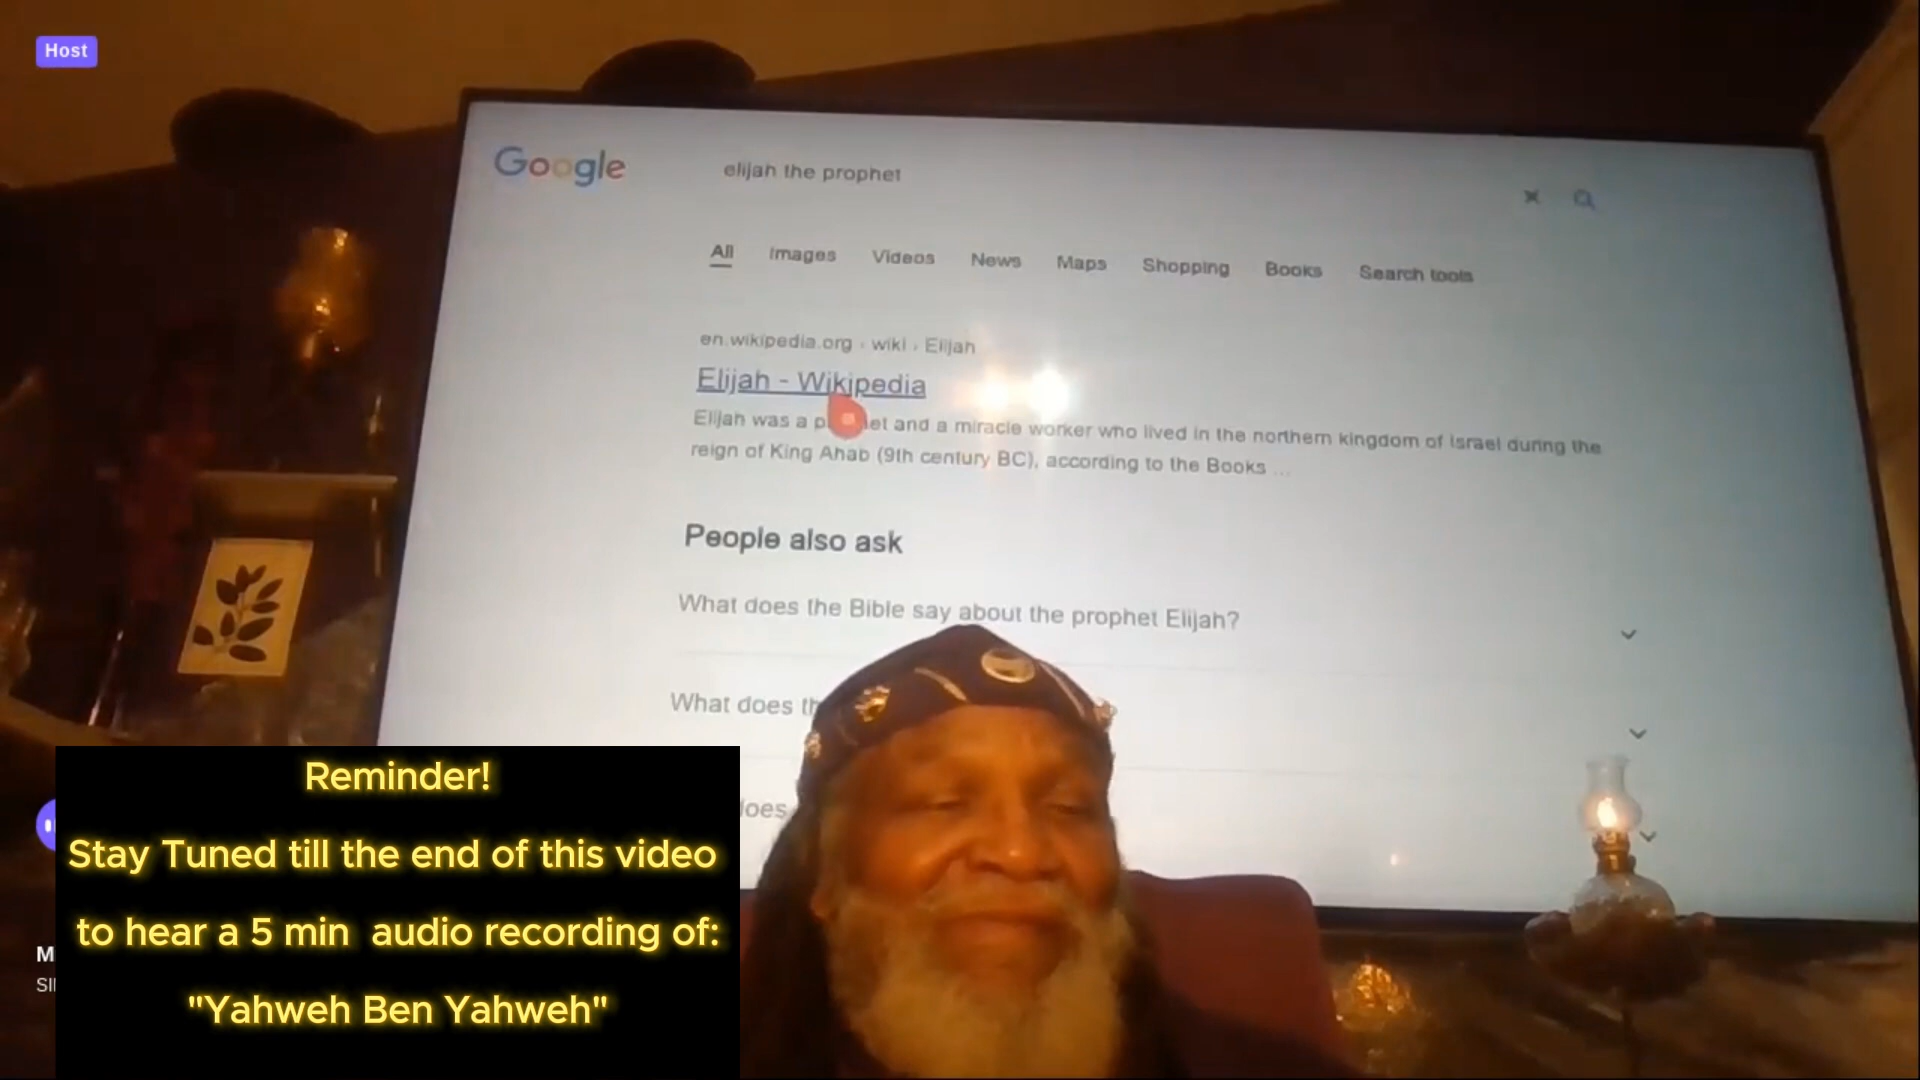 Host
Google
elijah the prophet
All Images Videos News Maps Shopping Books Search tools
en.wikipedia.org › wiki › Elijah
Elijah - Wikipedia
Elijah was a and a miracle worker who lived in the northern kingdom of Israel during the
reign of King Ahab (9th century BC), according to the Books ...
People also ask
What does the Bible say about the prophet Elijah?
What does
Reminder!
Stay Tuned till the end of this video
to hear a 5 min audio recording of:
"Yahweh Ben Yahweh"